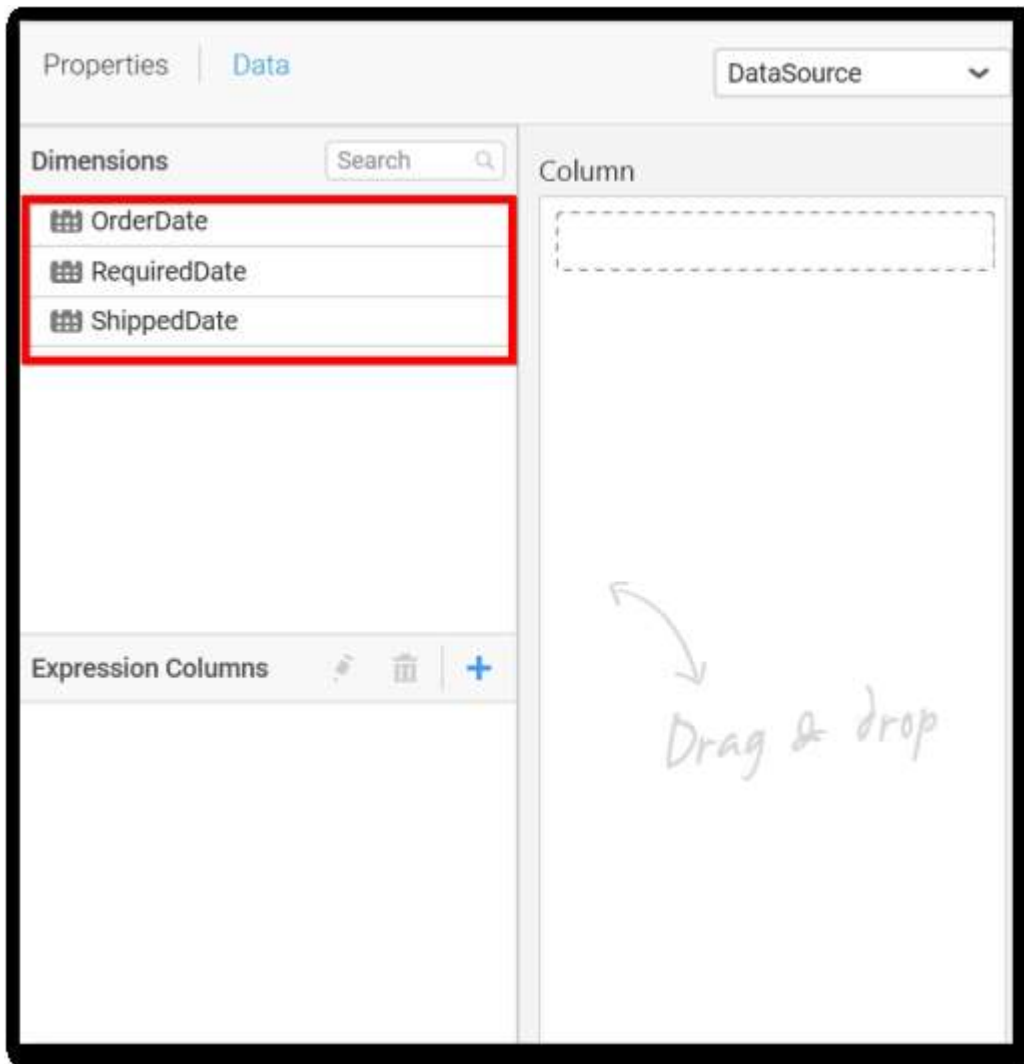 Properties Data DataSource
Dimensions Search
OrderDate
RequiredDate
ShippedDate
Expression Columns
Column
Drag & drop